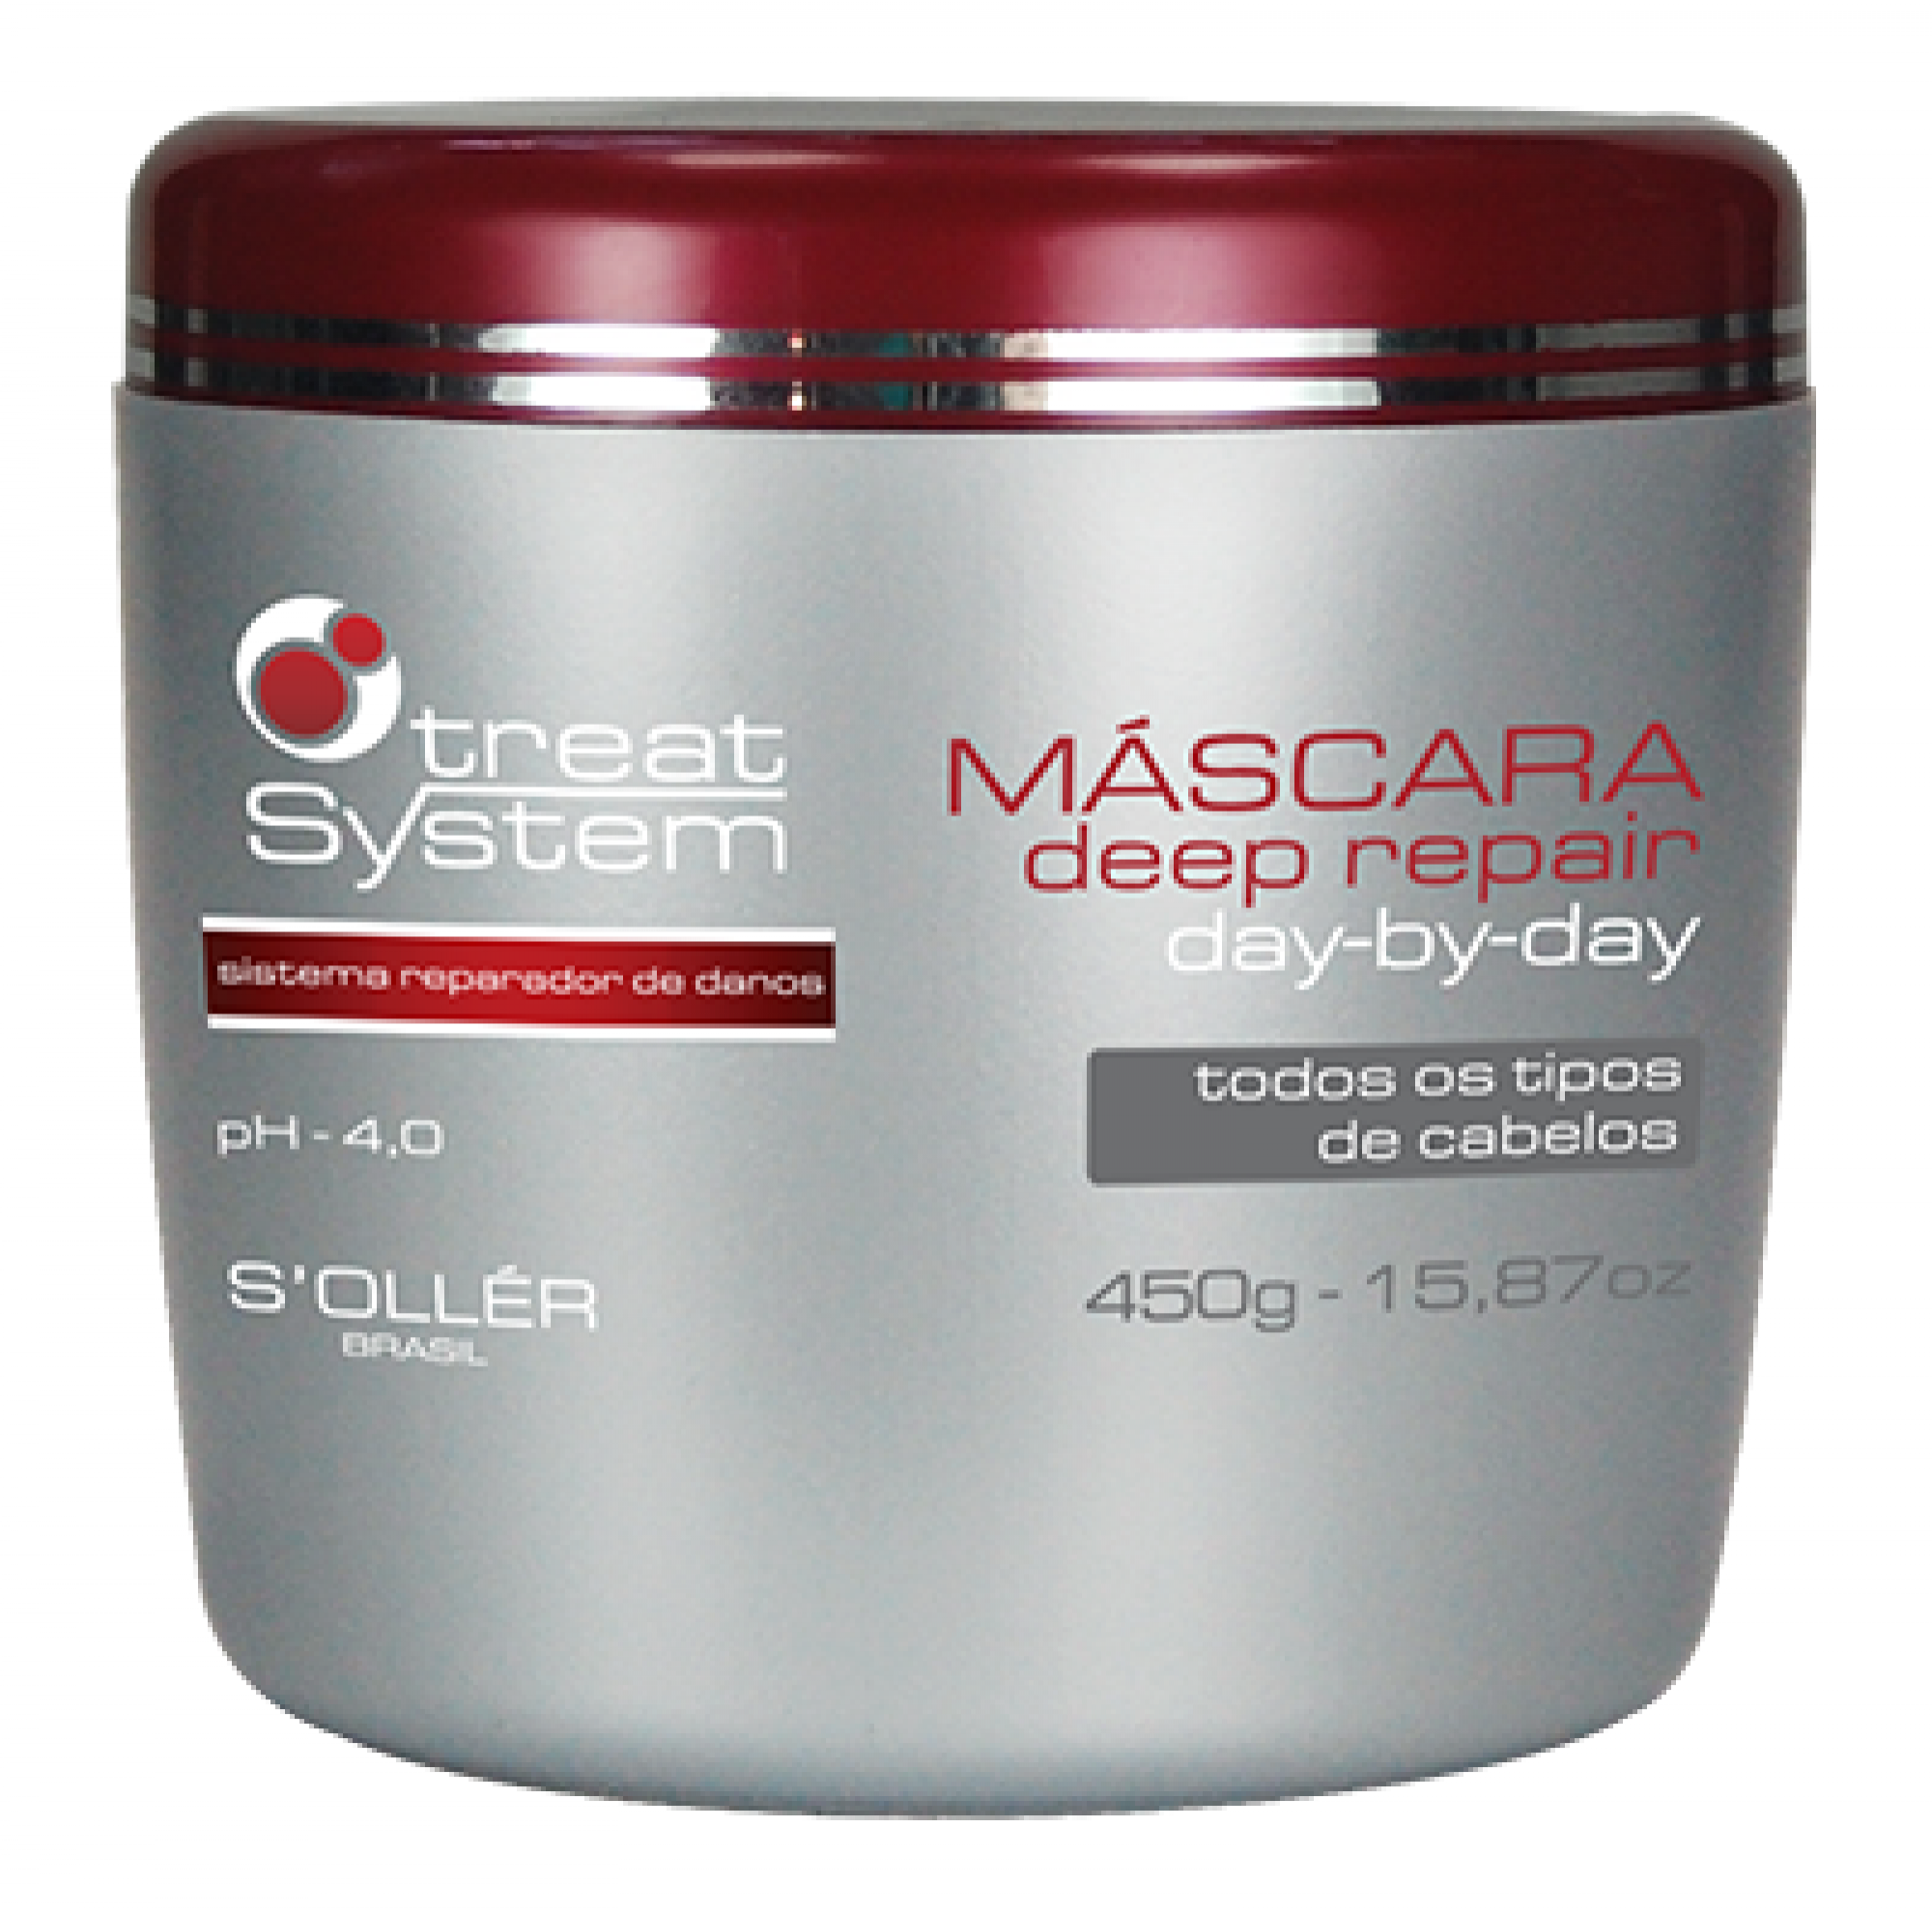 treat
System
sistema reparador de danos
pH - 4,0
S'OLLÉR
BRASIL
MÁSCARA
deep repair
day-by-day
todos os tipos
de cabelos
450g - 15,87oz